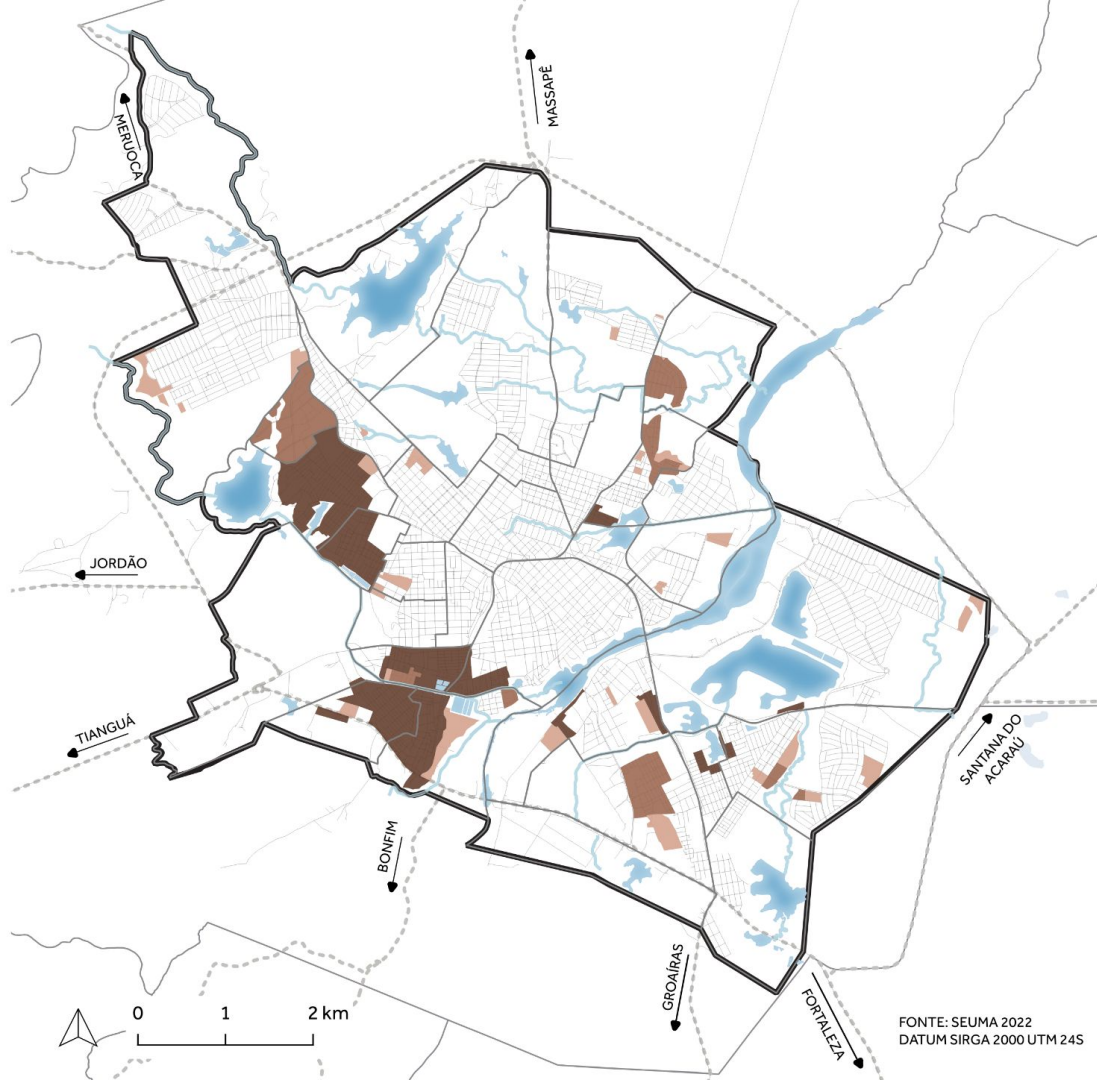 MASSAPÊ
MERUOCA
JORDÃO
TIANGUÁ
SANTANA DO
ACARAÚ
BONFIM
GROAÍRAS
FORTALEZA
0 1 2 km
FONTE: SEUMA 2022
DATUM SIRGA 2000 UTM 24S